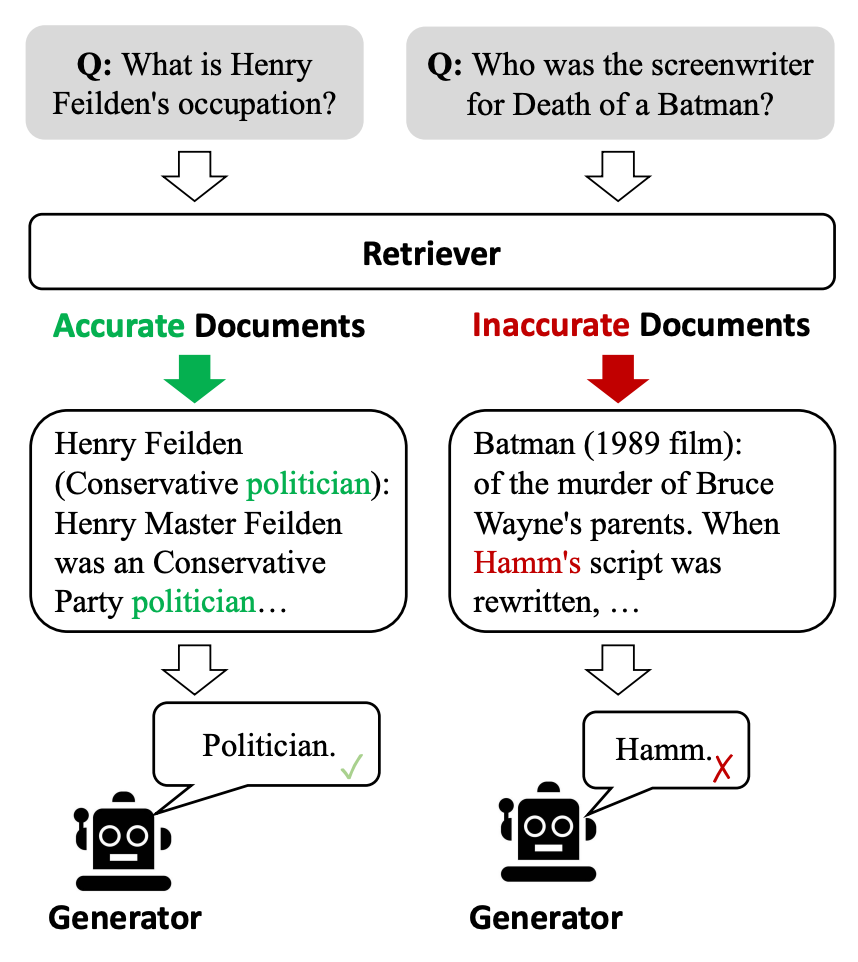 Q: What is Henry
Feilden's occupation?
Q: Who was the screenwriter
for Death of a Batman?
Retriever
Accurate Documents
Inaccurate Documents
Henry Feilden
(Conservative politician):
Henry Master Feilden
was an Conservative
Party politician…
Batman (1989 film):
of the murder of Bruce
Wayne's parents. When
Hamm's script was
rewritten, …
Politician.
Hamm.
Generator
Generator